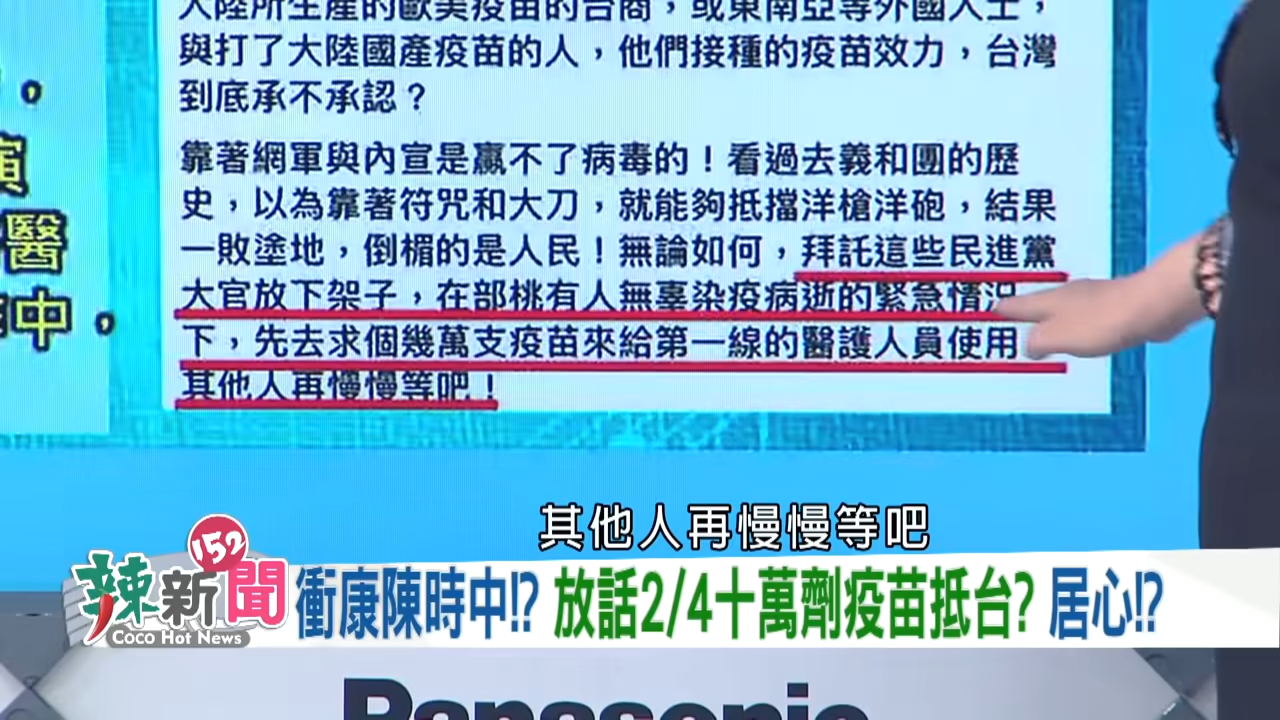 大陸所生產的歐美疫苗的台商，或東南亞等外國人士，
與打了大陸國產疫苗的人，他們接種的疫苗效力，台灣
到底承不承認？
靠著網軍與內宣是贏不了病毒的！看過去義和團的歷
史，以為靠著符咒和大刀，就能夠抵擋洋槍洋砲，結果
一敗塗地，倒楣的是人民！無論如何，拜託這些民進黨
大官放下架子，在部桃有人無辜染疫病逝的緊急情況
下，先去求個幾萬支疫苗來給第一線的醫護人員使用
其他人再慢慢等吧！
，
醫
中，
其他人再慢慢等吧
152
辣新聞
Coco Hot News
衝康陳時中!? 放話2/4十萬劑疫苗抵台? 居心!?
Panasonic